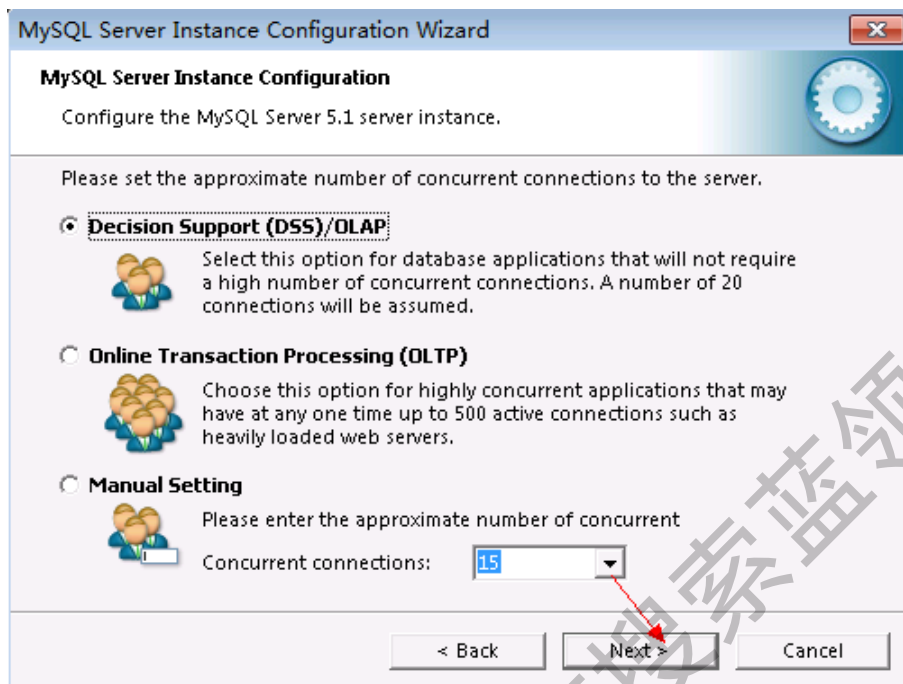 MySQL Server Instance Configuration Wizard
MySQL Server Instance Configuration
Configure the MySQL Server 5.1 server instance.
Please set the approximate number of concurrent connections to the server.
Decision Support (DSS)/OLAP
Select this option for database applications that will not require
a high number of concurrent connections. A number of 20
connections will be assumed.
Online Transaction Processing (OLTP)
Choose this option for highly concurrent applications that may
have at any one time up to 500 active connections such as
heavily loaded web servers.
Manual Setting
Please enter the approximate number of concurrent
Concurrent connections:
15
< Back
Next >
Cancel
搜索蓝领